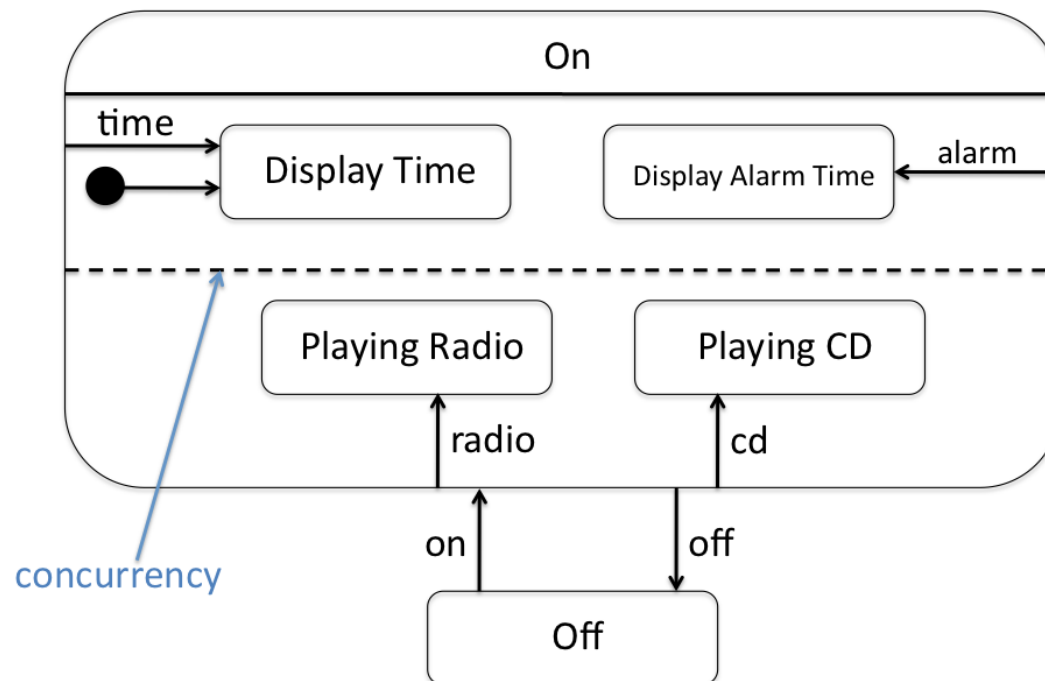 On
time
Display Time
Display Alarm Time
alarm
Playing Radio
Playing CD
radio
cd
on
off
concurrency
Off